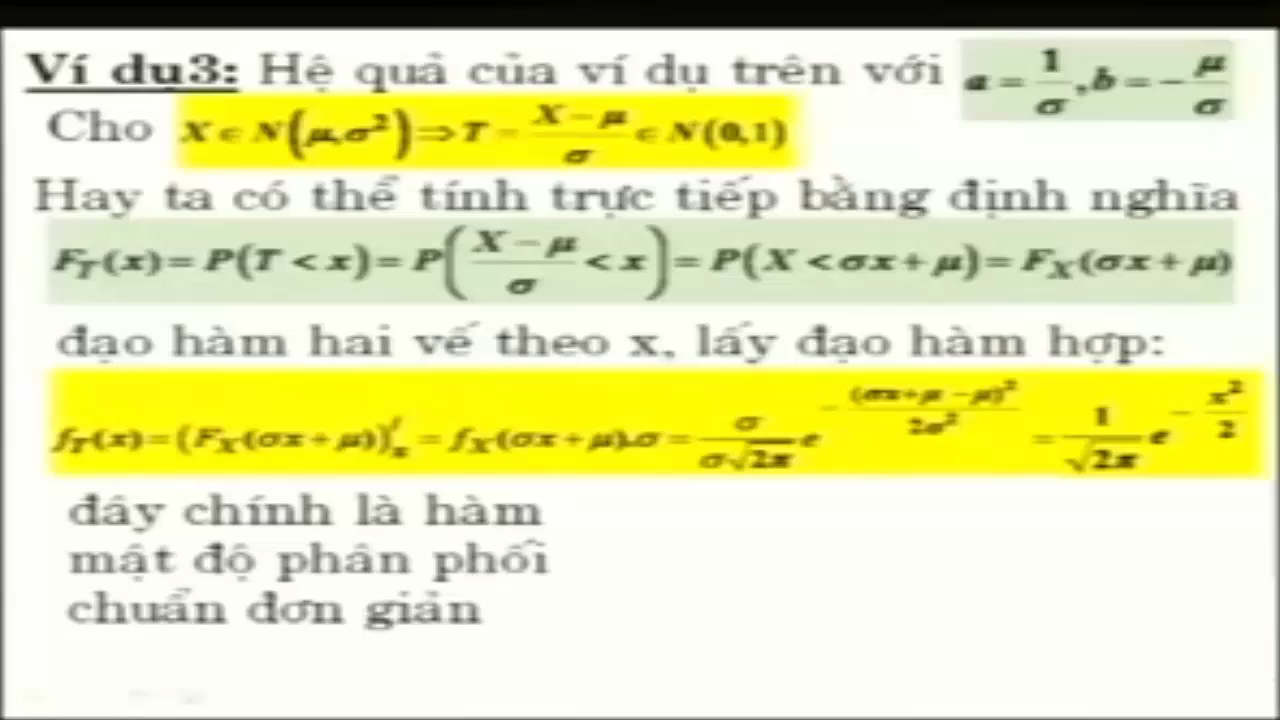 Ví dụ3: Hệ quả của ví dụ trên với a = 1/σ, b = −μ/σ
Cho X ∈ N(μ,σ²) ⇒ T = (X − μ)/σ ∈ N(0,1)
Hay ta có thể tính trực tiếp bằng định nghĩa
F_T(x) = P(T < x) = P((X − μ)/σ < x) = P(X < σx + μ) = F_X(σx + μ)
đạo hàm hai vế theo x, lấy đạo hàm hợp:
f_T(x) = (F_X(σx + μ))'_x = f_X(σx + μ).σ = σ/(σ√2π) e^(−(σx+μ−μ)²/2σ²) = 1/√2π e^(−x²/2)
đây chính là hàm
mật độ phân phối
chuẩn đơn giản